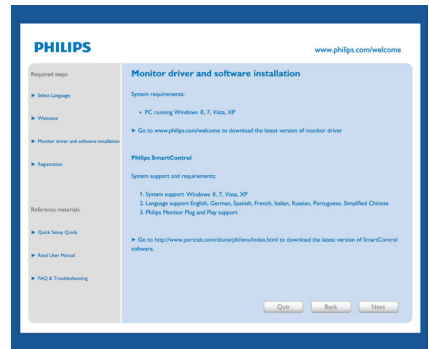 PHILIPS
www.philips.com/welcome
Required steps
► Select Language:
► Welcome
► Monitor driver and software installation
► Registration
Reference materials
► Quick Setup Quide
► Read User Manual
► FAQ & Troubleshooting
Monitor driver and software installation
System requirements:
• PC running Windows 8, 7, Vista, XP
► Go to www.philips.com/welcome to download the latest version of monitor driver
Philips SmartControl
System support and requirements:
1. System support Windows 8, 7, Vista, XP
2. Language support English, German, Spanish, French, Italian, Russian, Portuguese, Simplified Chinese
3. Philips Monitor Plug and Play support
► Go to http://www.portrait.com/dtune/phl/enu/index.html to download the latest version of SmartControl
software.
Quit
Back
Next